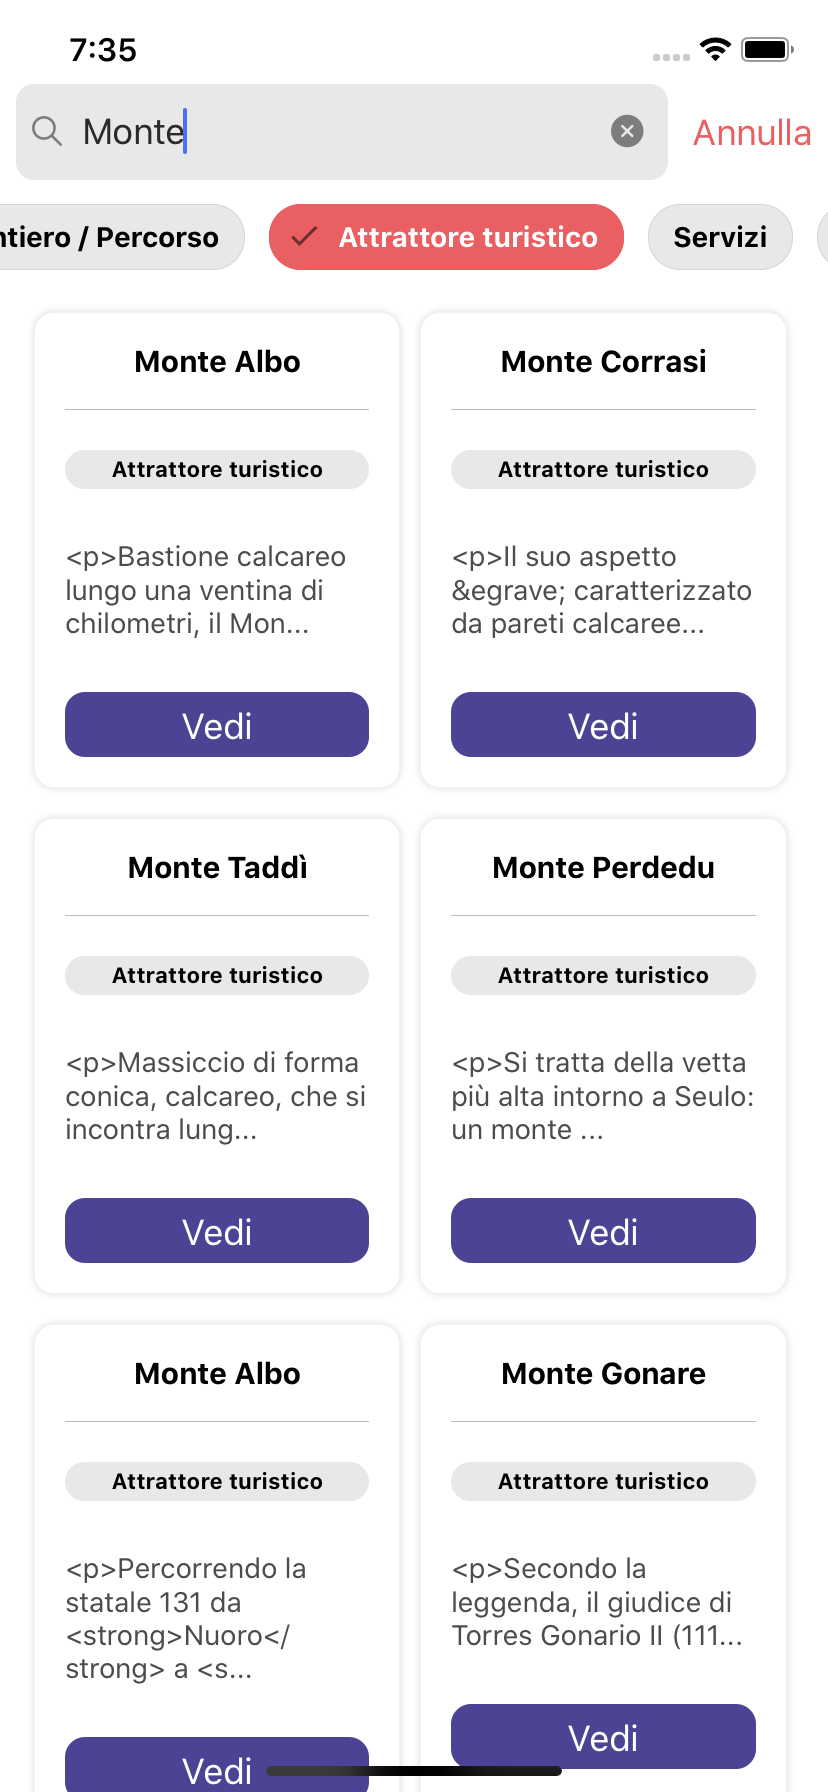 7:35
Monte
Annulla
ntiero / Percorso
Attrattore turistico
Servizi
Monte Albo
Attrattore turistico
<p>Bastione calcareo
lungo una ventina di
chilometri, il Mon...
Vedi
Monte Corrasi
Attrattore turistico
<p>Il suo aspetto
&egrave; caratterizzato
da pareti calcaree...
Vedi
Monte Taddì
Attrattore turistico
<p>Massiccio di forma
conica, calcareo, che si
incontra lung...
Vedi
Monte Perdedu
Attrattore turistico
<p>Si tratta della vetta
più alta intorno a Seulo:
un monte ...
Vedi
Monte Albo
Attrattore turistico
<p>Percorrendo la
statale 131 da
<strong>Nuoro</
strong> a <s...
Vedi
Monte Gonare
Attrattore turistico
<p>Secondo la
leggenda, il giudice di
Torres Gonario II (111...
Vedi